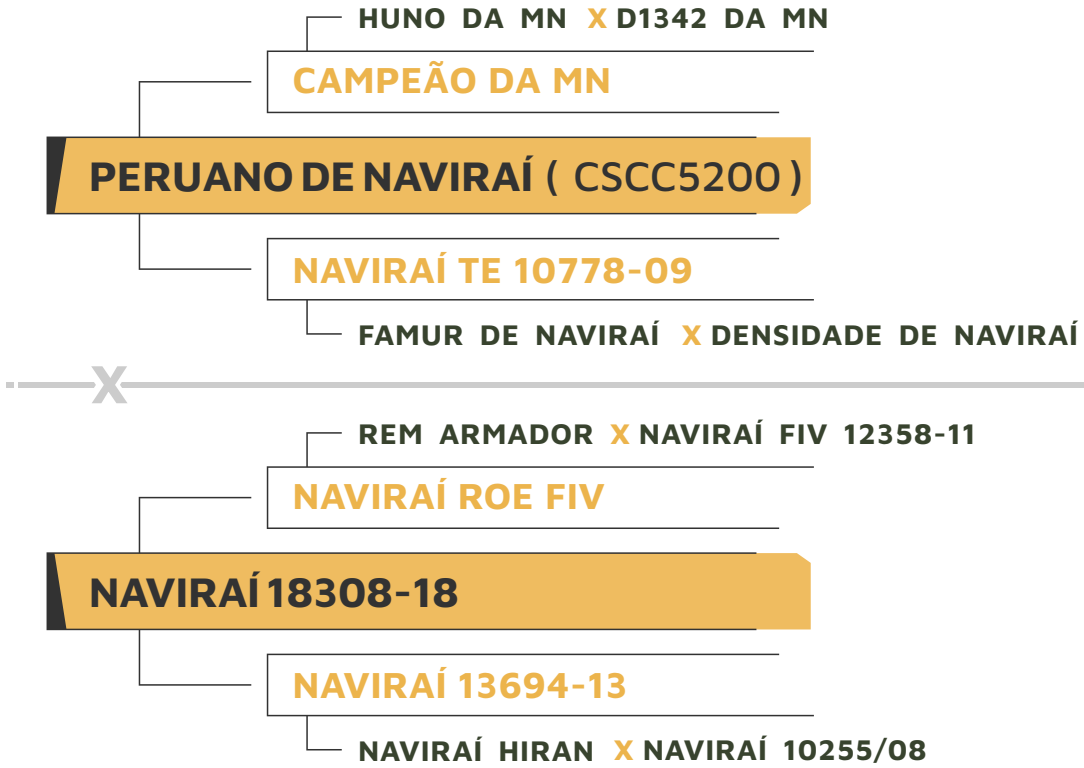 HUNO DA MN X D1342 DA MN
CAMPEÃO DA MN
PERUANO DE NAVIRAÍ ( CSCC5200 )
NAVIRAÍ TE 10778-09
FAMUR DE NAVIRAÍ X DENSIDADE DE NAVIRAÍ
X
REM ARMADOR X NAVIRAÍ FIV 12358-11
NAVIRAÍ ROE FIV
NAVIRAÍ 18308-18
NAVIRAÍ 13694-13
NAVIRAÍ HIRAN X NAVIRAÍ 10255/08